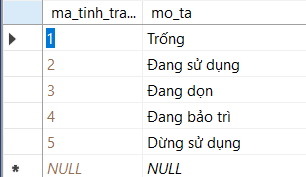 ma_tinh_tra... mo_ta
1 Trống
2 Đang sử dụng
3 Đang dọn
4 Đang bảo trì
5 Dừng sử dụng
NULL NULL